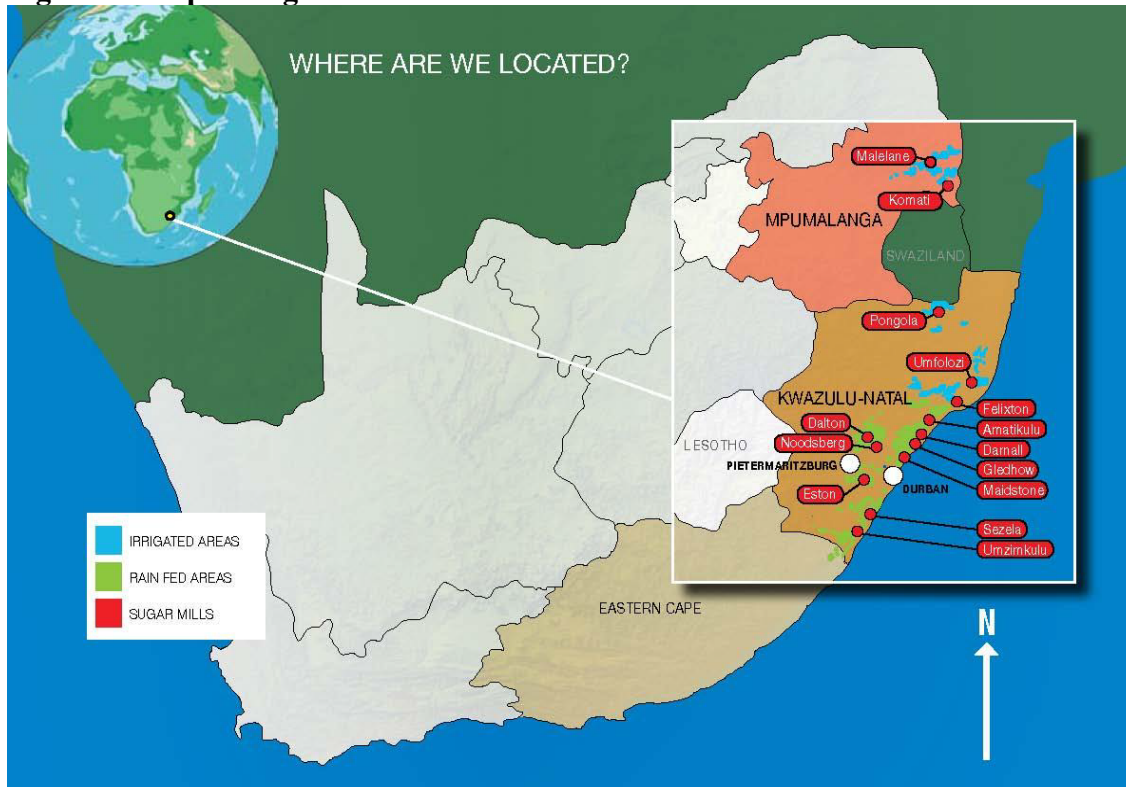 WHERE ARE WE LOCATED?
Malelane
Komati
MPUMALANGA
SWAZILAND
Pongola
Umfolozi
KWAZULU-NATAL
Felixton
Dalton
Amatikulu
LESOTHO
Noodsberg
Darnall
PIETERMARITZBURG
Gledhow
Eston
DURBAN
Maidstone
Sezela
Umzimkulu
IRRIGATED AREAS
RAIN FED AREAS
SUGAR MILLS
EASTERN CAPE
N